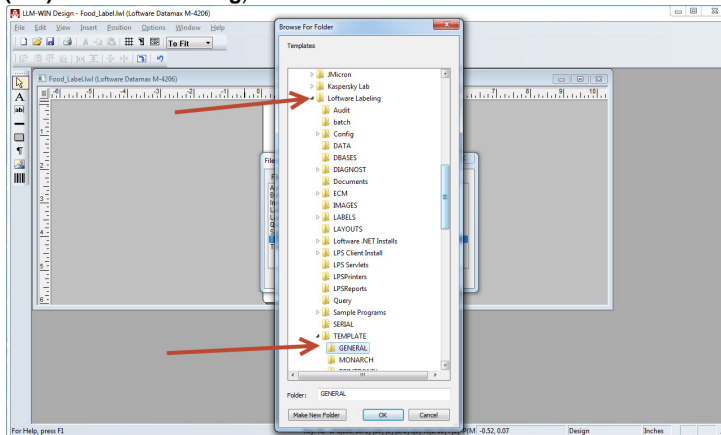 LLM-WIN Design - Food_Label.lwl (Loftware Datamax M-4206)
File Edit View Insert Position Options Window Help
To Fit
Food_Label.lwl (Loftware Datamax M-4206)
Browse For Folder
Templates
JMicron
Kaspersky Lab
Loftware Labeling
Audit
batch
Config
DATA
DBASES
DIAGNOST
Documents
ECM
IMAGES
LABELS
LAYOUTS
Loftware .NET Installs
LPS Client Install
LPS Servlets
LPSPrinters
LPSReports
Query
Sample Programs
SERIAL
TEMPLATE
GENERAL
MONARCH
Folder: GENERAL
Make New Folder OK Cancel
For Help, press F1
-0.52, 0.07 Design Inches